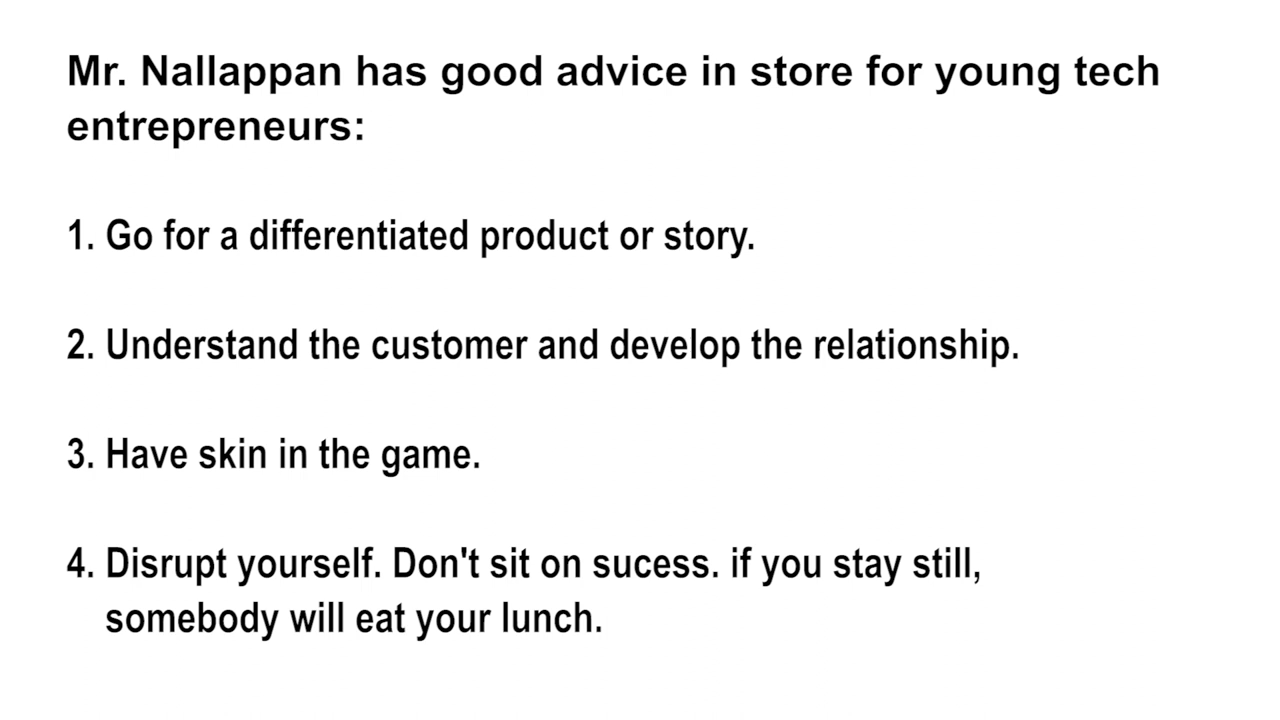 Mr. Nallappan has good advice in store for young tech
entrepreneurs:
1. Go for a differentiated product or story.
2. Understand the customer and develop the relationship.
3. Have skin in the game.
4. Disrupt yourself. Don't sit on sucess. if you stay still,
somebody will eat your lunch.